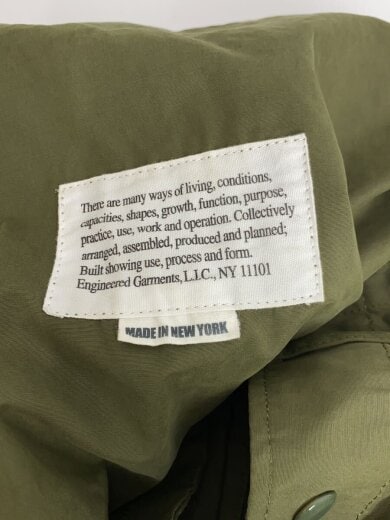 There are many ways of living, conditions,
capacities, shapes, growth, function, purpose,
practice, use, work and operation. Collectively
arranged, assembled, produced and planned;
Built showing use, process and form.
Engineered Garments, L.I.C., NY 11101
MADE IN NEW YORK